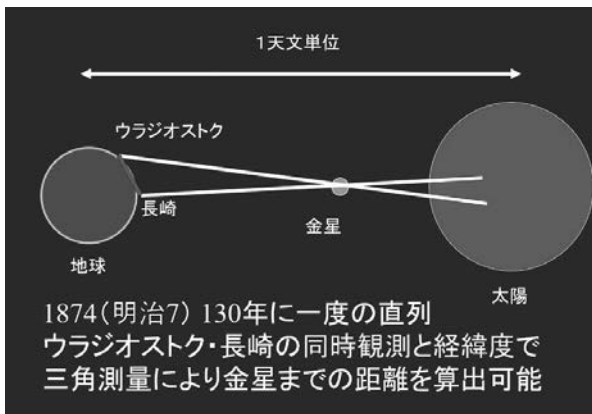 1天文単位
ウラジオストク
長崎
金星
地球
太陽
1874(明治7) 130年に一度の直列
ウラジオストク・長崎の同時観測と経緯度で
三角測量により金星までの距離を算出可能